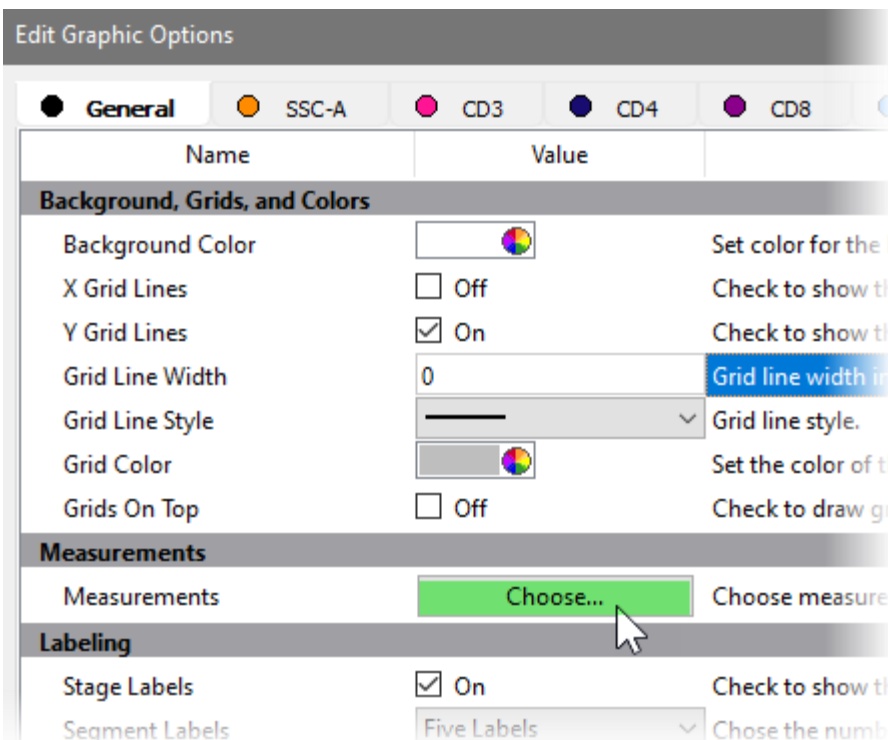 Edit Graphic Options
General SSC-A CD3 CD4 CD8
Name Value
Background, Grids, and Colors
Background Color Set color for the
X Grid Lines Off Check to show th
Y Grid Lines On Check to show th
Grid Line Width 0 Grid line width in
Grid Line Style Grid line style.
Grid Color Set the color of t
Grids On Top Off Check to draw gr
Measurements
Measurements Choose... Choose measure
Labeling
Stage Labels On Check to show th
Segment Labels Five Labels Chose the numb